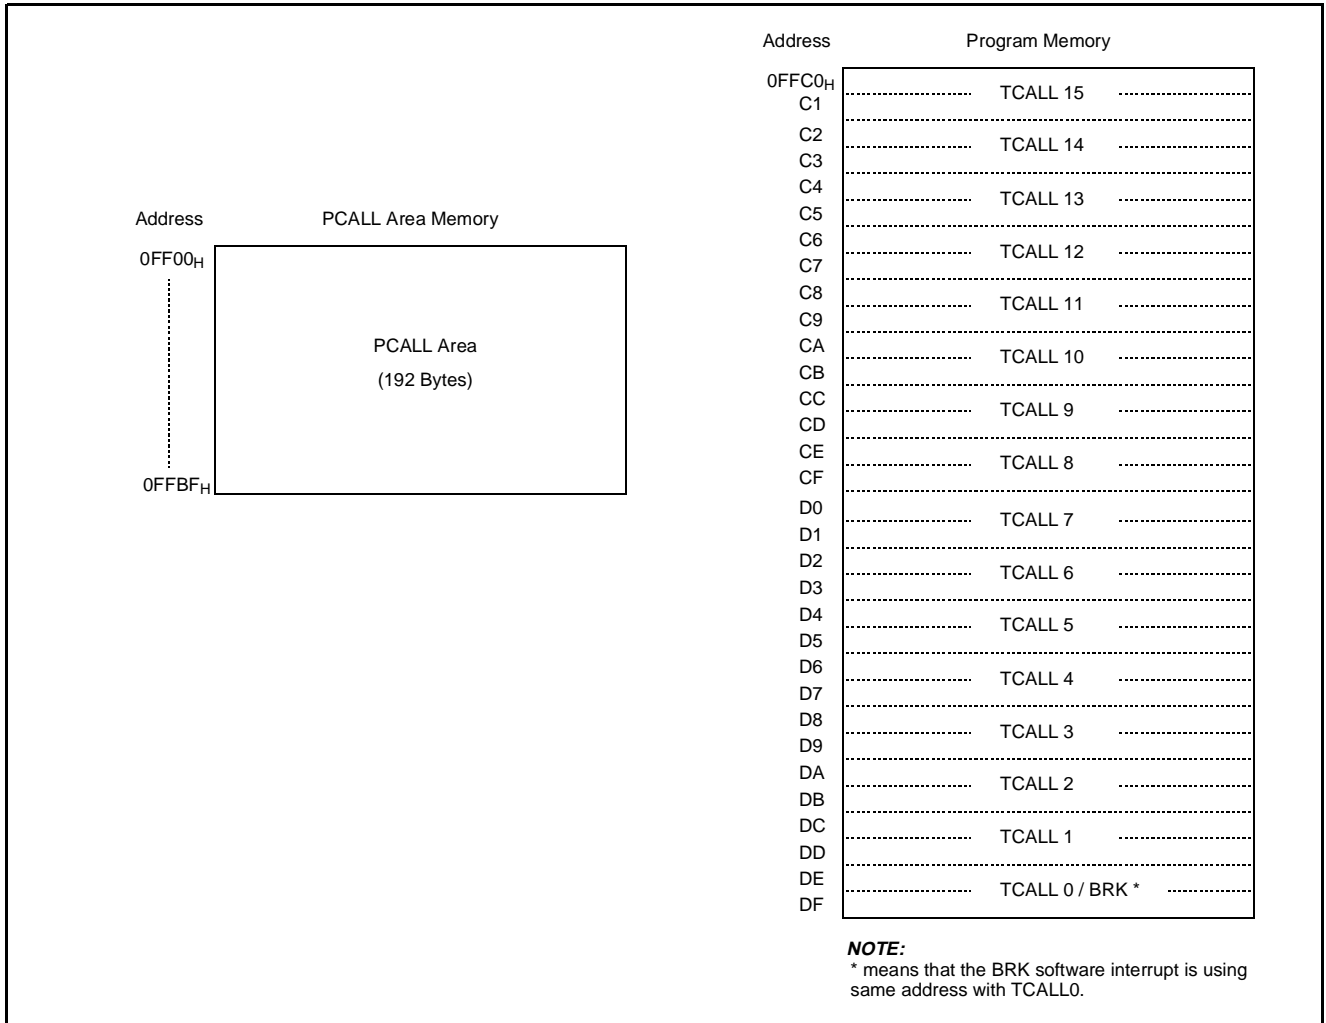 Address PCALL Area Memory
0FF00H
PCALL Area
(192 Bytes)
0FFBFH
Address Program Memory
0FFC0H
C1
TCALL 15
C2
C3
TCALL 14
C4
C5
TCALL 13
C6
C7
TCALL 12
C8
C9
TCALL 11
CA
CB
TCALL 10
CC
CD
TCALL 9
CE
CF
TCALL 8
D0
D1
TCALL 7
D2
D3
TCALL 6
D4
D5
TCALL 5
D6
D7
TCALL 4
D8
D9
TCALL 3
DA
DB
TCALL 2
DC
DD
TCALL 1
DE
DF
TCALL 0 / BRK *
NOTE:
* means that the BRK software interrupt is using
same address with TCALL0.